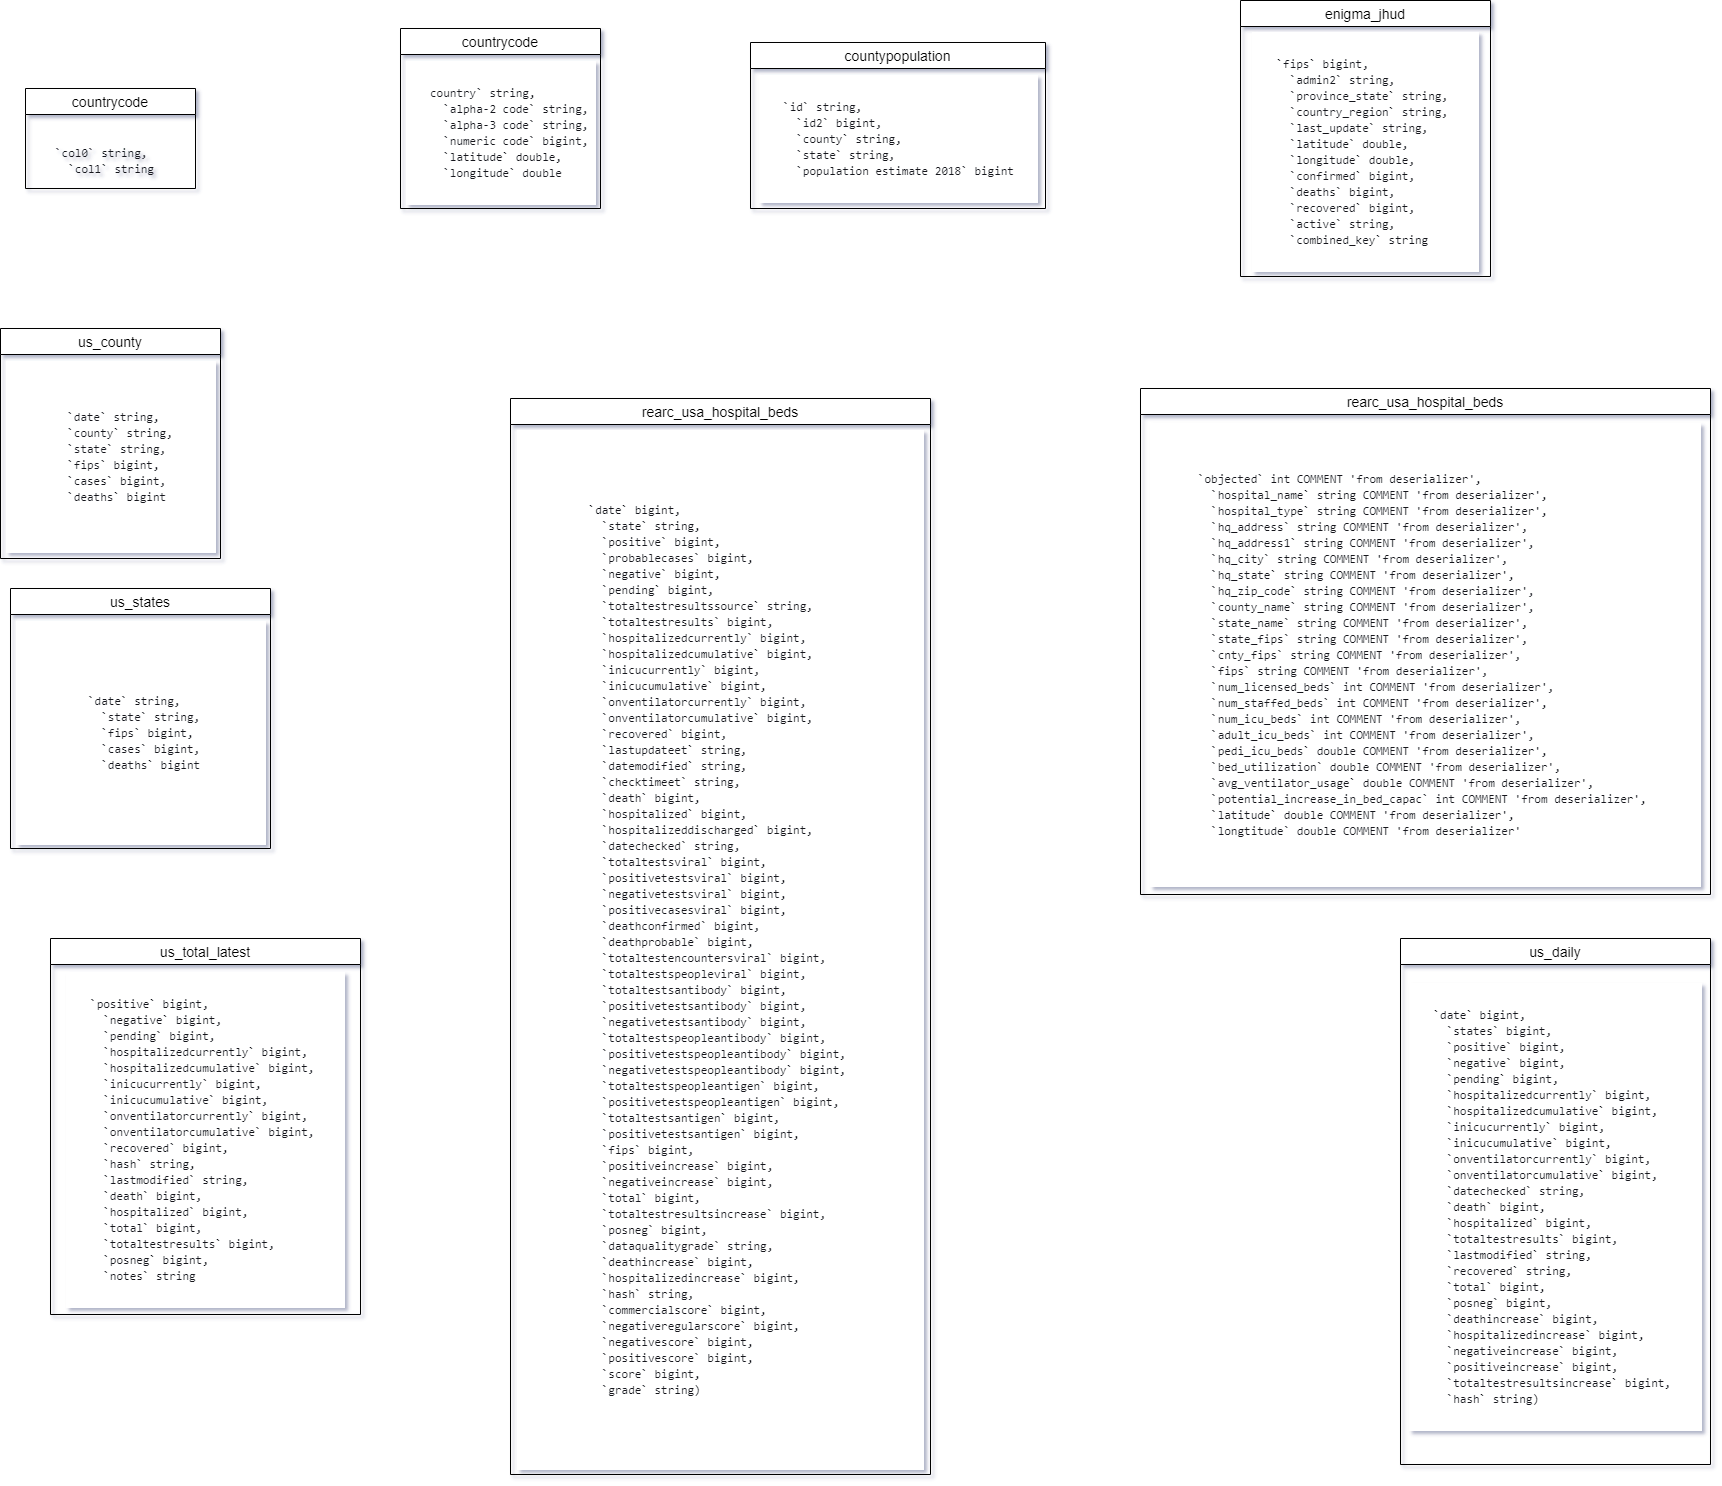 countrycode
`col0` string,
`col1` string
countrycode
country` string,
`alpha-2 code` string,
`alpha-3 code` string,
`numeric code` bigint,
`latitude` double,
`longitude` double
countypopulation
`id` string,
`id2` bigint,
`county` string,
`state` string,
`population estimate 2018` bigint
enigma_jhud
`fips` bigint,
`admin2` string,
`province_state` string,
`country_region` string,
`last_update` string,
`latitude` double,
`longitude` double,
`confirmed` bigint,
`deaths` bigint,
`recovered` bigint,
`active` string,
`combined_key` string
us_county
`date` string,
`county` string,
`state` string,
`fips` bigint,
`cases` bigint,
`deaths` bigint
us_states
`date` string,
`state` string,
`fips` bigint,
`cases` bigint,
`deaths` bigint
us_total_latest
`positive` bigint,
`negative` bigint,
`pending` bigint,
`hospitalizedcurrently` bigint,
`hospitalizedcumulative` bigint,
`inicucurrently` bigint,
`inicucumulative` bigint,
`onventilatorcurrently` bigint,
`onventilatorcumulative` bigint,
`recovered` bigint,
`hash` string,
`lastmodified` string,
`death` bigint,
`hospitalized` bigint,
`total` bigint,
`totaltestresults` bigint,
`posneg` bigint,
`notes` string
rearc_usa_hospital_beds
`date` bigint,
`state` string,
`positive` bigint,
`probablecases` bigint,
`negative` bigint,
`pending` bigint,
`totaltestresultssource` string,
`totaltestresults` bigint,
`hospitalizedcurrently` bigint,
`hospitalizedcumulative` bigint,
`inicucurrently` bigint,
`inicucumulative` bigint,
`onventilatorcurrently` bigint,
`onventilatorcumulative` bigint,
`recovered` bigint,
`lastupdateet` string,
`datemodified` string,
`checktimeet` string,
`death` bigint,
`hospitalized` bigint,
`hospitalizeddischarged` bigint,
`datechecked` string,
`totaltestsviral` bigint,
`positivetestsviral` bigint,
`negativetestsviral` bigint,
`positivecasesviral` bigint,
`deathconfirmed` bigint,
`deathprobable` bigint,
`totaltestencountersviral` bigint,
`totaltestspeopleviral` bigint,
`totaltestsantibody` bigint,
`positivetestsantibody` bigint,
`negativetestsantibody` bigint,
`totaltestspeopleantibody` bigint,
`positivetestspeopleantibody` bigint,
`negativetestspeopleantibody` bigint,
`totaltestspeopleantigen` bigint,
`positivetestspeopleantigen` bigint,
`totaltestsantigen` bigint,
`positivetestsantigen` bigint,
`fips` bigint,
`positiveincrease` bigint,
`negativeincrease` bigint,
`total` bigint,
`totaltestresultsincrease` bigint,
`posneg` bigint,
`dataqualitygrade` string,
`deathincrease` bigint,
`hospitalizedincrease` bigint,
`hash` string,
`commercialscore` bigint,
`negativeregularscore` bigint,
`negativescore` bigint,
`positivescore` bigint,
`score` bigint,
`grade` string)
rearc_usa_hospital_beds
`objected` int COMMENT 'from deserializer',
`hospital_name` string COMMENT 'from deserializer',
`hospital_type` string COMMENT 'from deserializer',
`hq_address` string COMMENT 'from deserializer',
`hq_address1` string COMMENT 'from deserializer',
`hq_city` string COMMENT 'from deserializer',
`hq_state` string COMMENT 'from deserializer',
`hq_zip_code` string COMMENT 'from deserializer',
`county_name` string COMMENT 'from deserializer',
`state_name` string COMMENT 'from deserializer',
`state_fips` string COMMENT 'from deserializer',
`cnty_fips` string COMMENT 'from deserializer',
`fips` string COMMENT 'from deserializer',
`num_licensed_beds` int COMMENT 'from deserializer',
`num_staffed_beds` int COMMENT 'from deserializer',
`num_icu_beds` int COMMENT 'from deserializer',
`adult_icu_beds` int COMMENT 'from deserializer',
`pedi_icu_beds` double COMMENT 'from deserializer',
`bed_utilization` double COMMENT 'from deserializer',
`avg_ventilator_usage` double COMMENT 'from deserializer',
`potential_increase_in_bed_capac` int COMMENT 'from deserializer',
`latitude` double COMMENT 'from deserializer',
`longtitude` double COMMENT 'from deserializer'
us_daily
`date` bigint,
`states` bigint,
`positive` bigint,
`negative` bigint,
`pending` bigint,
`hospitalizedcurrently` bigint,
`hospitalizedcumulative` bigint,
`inicucurrently` bigint,
`inicucumulative` bigint,
`onventilatorcurrently` bigint,
`onventilatorcumulative` bigint,
`datechecked` string,
`death` bigint,
`hospitalized` bigint,
`totaltestresults` bigint,
`lastmodified` string,
`recovered` string,
`total` bigint,
`posneg` bigint,
`deathincrease` bigint,
`hospitalizedincrease` bigint,
`negativeincrease` bigint,
`positiveincrease` bigint,
`totaltestresultsincrease` bigint,
`hash` string)